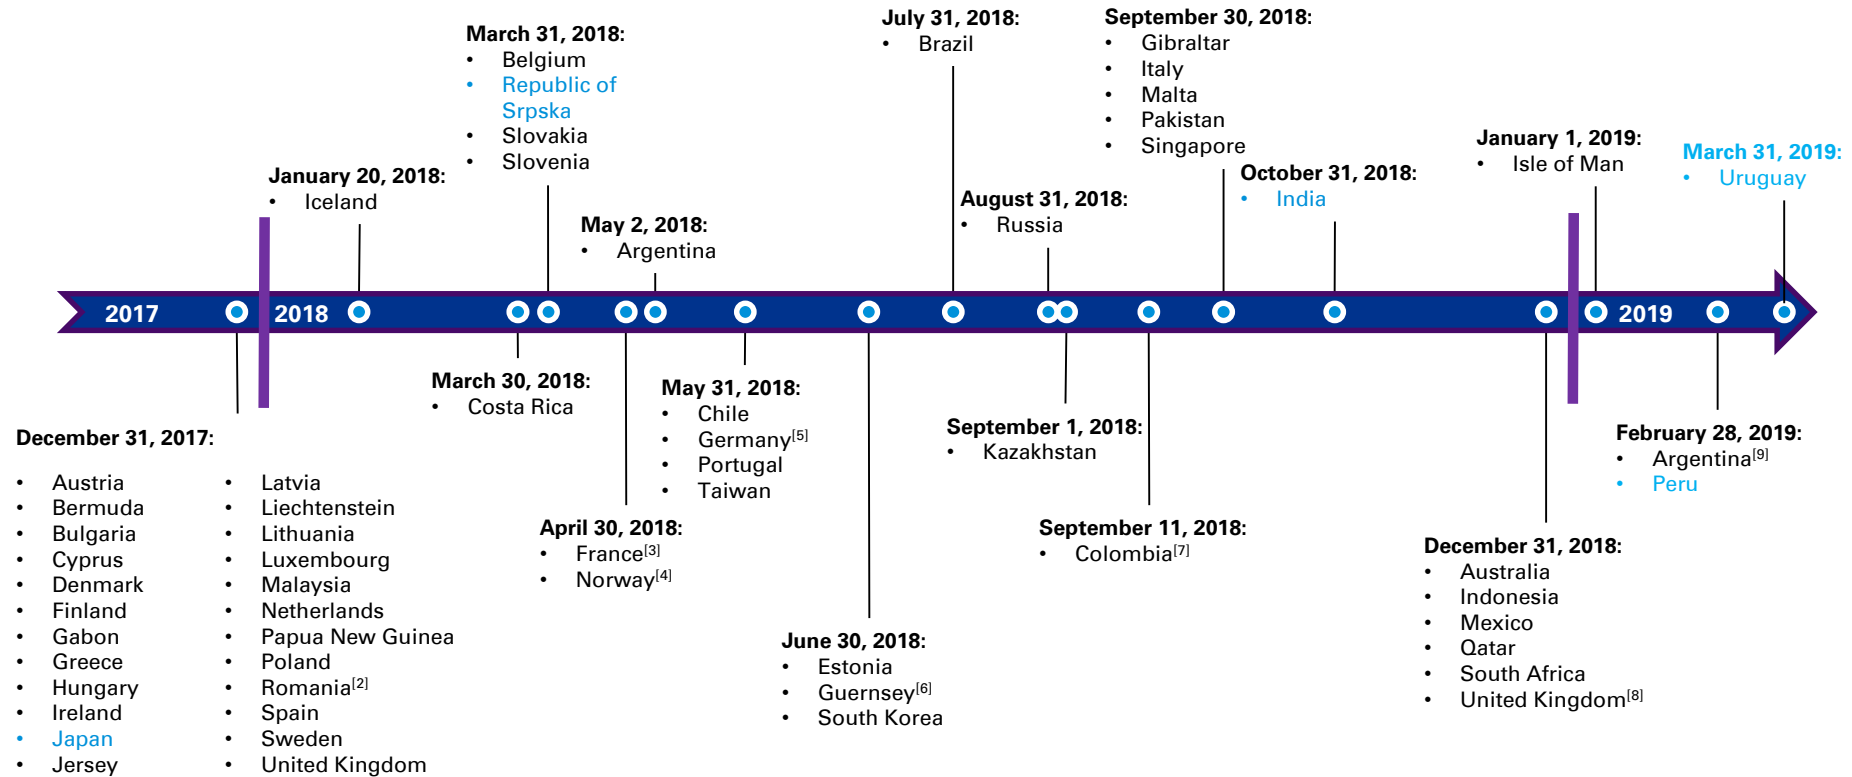 July 31, 2018:
• Brazil
September 30, 2018:
• Gibraltar
• Italy
• Malta
• Pakistan
• Singapore
March 31, 2018:
• Belgium
• Republic of
Srpska
• Slovakia
• Slovenia
January 1, 2019:
• Isle of Man
March 31, 2019:
• Uruguay
January 20, 2018:
• Iceland
October 31, 2018:
• India
August 31, 2018:
• Russia
May 2, 2018:
• Argentina
2017
2018
2019
March 30, 2018:
• Costa Rica
May 31, 2018:
• Chile
• Germany[5]
• Portugal
• Taiwan
September 1, 2018:
• Kazakhstan
February 28, 2019:
• Argentina[9]
• Peru
December 31, 2017:
• Austria
• Bermuda
• Bulgaria
• Cyprus
• Denmark
• Finland
• Gabon
• Greece
• Hungary
• Ireland
• Japan
• Jersey
• Latvia
• Liechtenstein
• Lithuania
• Luxembourg
• Malaysia
• Netherlands
• Papua New Guinea
• Poland
• Romania[2]
• Spain
• Sweden
• United Kingdom
April 30, 2018:
• France[3]
• Norway[4]
September 11, 2018:
• Colombia[7]
December 31, 2018:
• Australia
• Indonesia
• Mexico
• Qatar
• South Africa
• United Kingdom[8]
June 30, 2018:
• Estonia
• Guernsey[6]
• South Korea